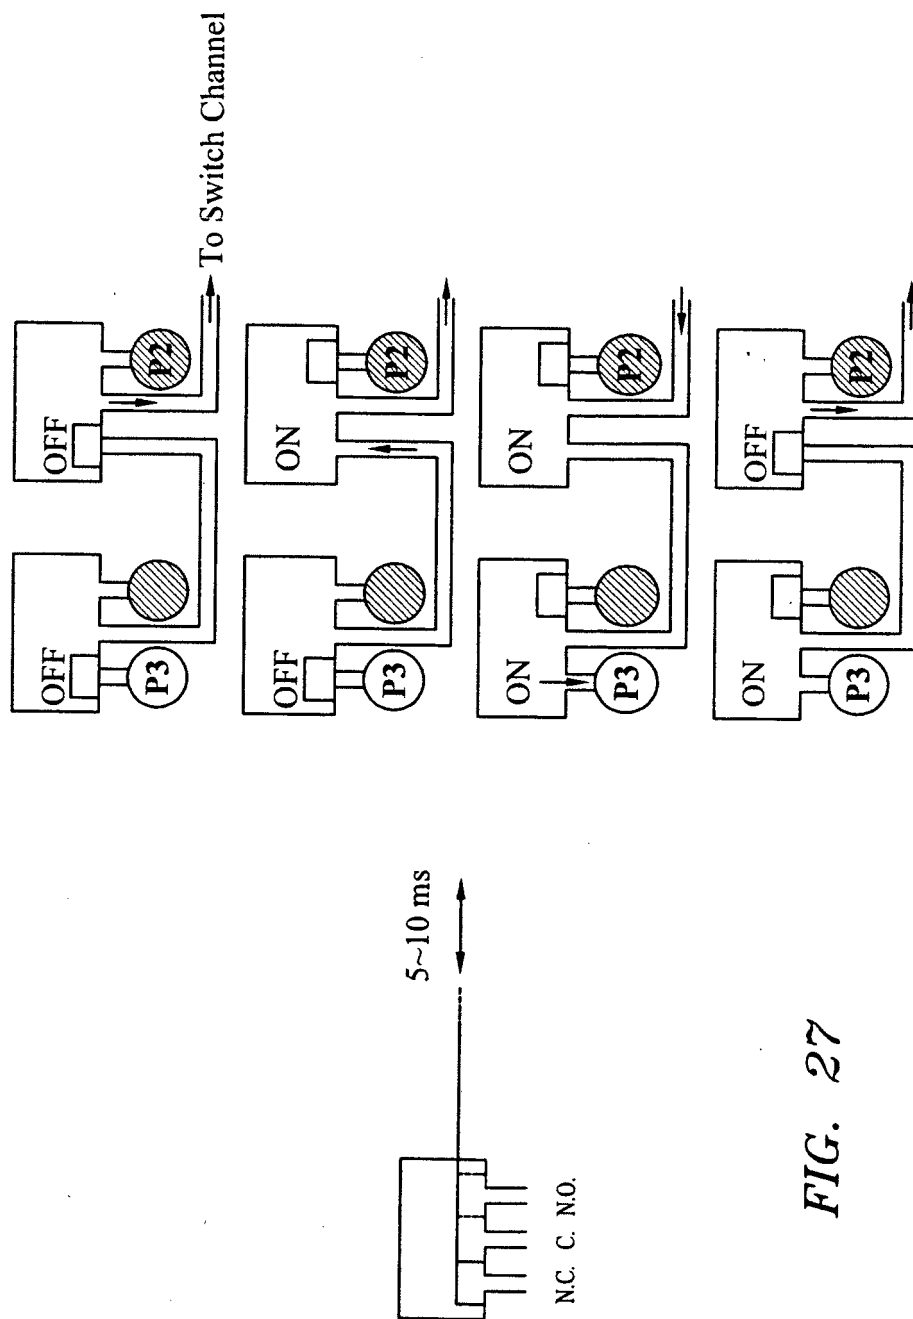 OFF
OFF
P3
P2
To Switch Channel
OFF
ON
P3
P2
5~10 ms
ON
ON
P3
P2
N.C. C. N.O.
ON
OFF
P3
P2
FIG. 27